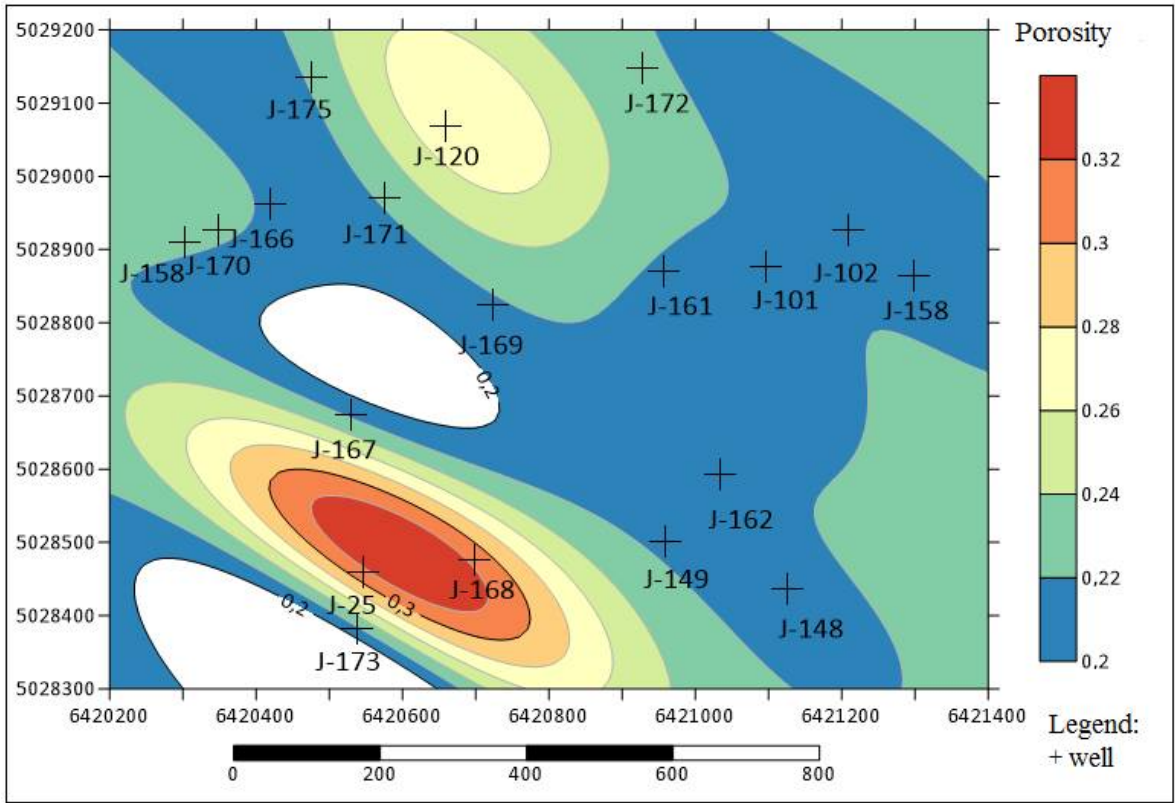 5029200
5029100
5029000
5028900
5028800
5028700
5028600
5028500
5028400
5028300
J-175
J-172
J-120
J-166
J-171
J-158
J-170
J-102
J-161
J-101
J-158
J-169
0,2
J-167
J-162
J-149
J-168
J-25
0,2
0,3
J-148
J-173
6420200
6420400
6420600
6420800
6421000
6421200
6421400
0
200
400
600
800
Porosity
0.32
0.3
0.28
0.26
0,24
0.22
0.2
Legend:
+ well